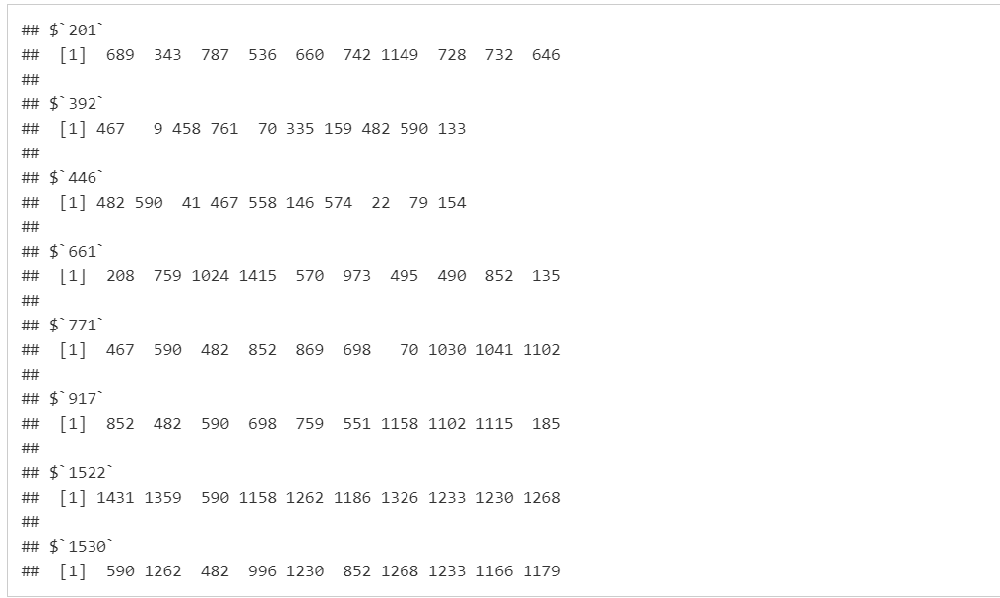 ## $`201`
##  [1]  689  343  787  536  660  742 1149  728  732  646
##
## $`392`
##  [1] 467   9 458 761  70 335 159 482 590 133
##
## $`446`
##  [1] 482 590  41 467 558 146 574  22  79 154
##
## $`661`
##  [1]  208  759 1024 1415  570  973  495  490  852  135
##
## $`771`
##  [1]  467  590  482  852  869  698   70 1030 1041 1102
##
## $`917`
##  [1]  852  482  590  698  759  551 1158 1102 1115  185
##
## $`1522`
##  [1] 1431 1359  590 1158 1262 1186 1326 1233 1230 1268
##
## $`1530`
##  [1]  590 1262  482  996 1230  852 1268 1233 1166 1179